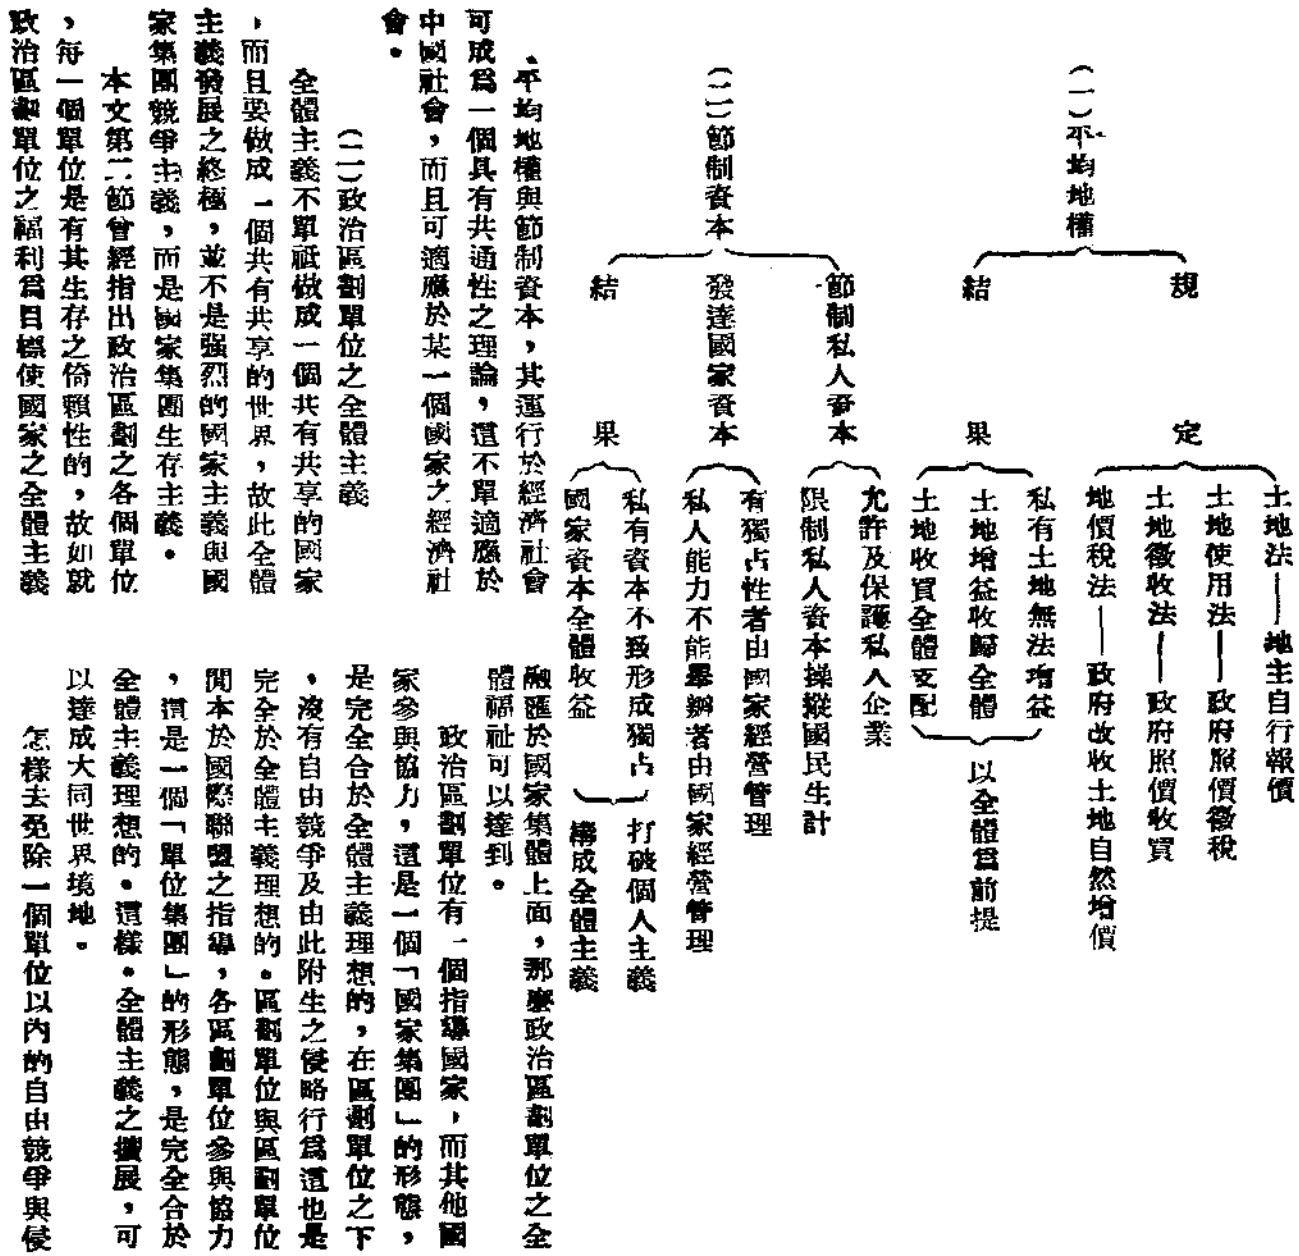 (一)平均地權
規定
土地法——地主自行報價
土地使用法——政府照價徵稅
土地徵收法——政府照價收買
地價稅法——政府改收土地自然增價
結果
私有土地無法增益
土地增益收歸全體
土地收買全體支配
以全體爲前提
(二)節制資本
節制私人資本
允許及保護私人企業
限制私人資本操縱國民生計
發達國家資本
有獨占性者由國家經營管理
私人能力不能舉辦者由國家經營管理
結果
私有資本不致形成獨占
國家資本全體收益
打破個人主義
構成全體主義
平均地權與節制資本,其運行於經濟社會
可成爲一個具有共通性之理論,這不單適應於
中國社會,而且可適應於某一個國家之經濟社
會。
(二)政治區劃單位之全體主義
全體主義不單祇做成一個共有共享的國家
,而且要做成一個共有共享的世界,故此全體
主義發展之終極,並不是强烈的國家主義與國
家集團競爭主義,而是國家集團生存主義。
本文第二節曾經指出政治區劃之各個單位
,每一個單位是有其生存之倚賴性的,故如就
政治區劃單位之福利爲目標使國家之全體主義
融匯於國家集體上面,那麼政治區劃單位之全
體福祉可以達到。
政治區劃單位有一個指導國家,而其他國
家參與協力,這是一個「國家集團」的形態,
是完全合於全體主義理想的,在區劃單位之下
,沒有自由競爭及由此附生之侵略行爲這也是
完全於全體主義理想的。區劃單位與區劃單位
間本於國際聯盟之指導,各區劃單位參與協力
,這是一個「單位集團」的形態,是完全合於
全體主義理想的。這樣。全體主義之擴展,可
以達成大同世界境地。
怎樣去免除一個單位以內的自由競爭與侵